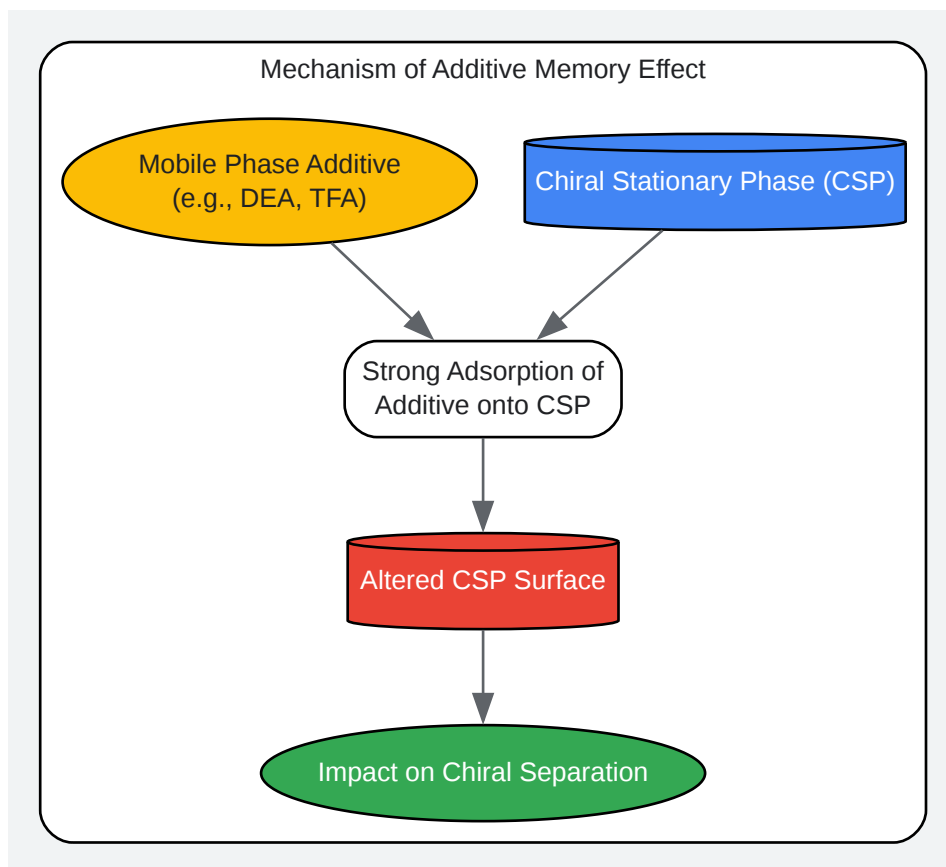 Mechanism of Additive Memory Effect
Mobile Phase Additive
(e.g., DEA, TFA)
Chiral Stationary Phase (CSP)
Strong Adsorption of
Additive onto CSP
Altered CSP Surface
Impact on Chiral Separation